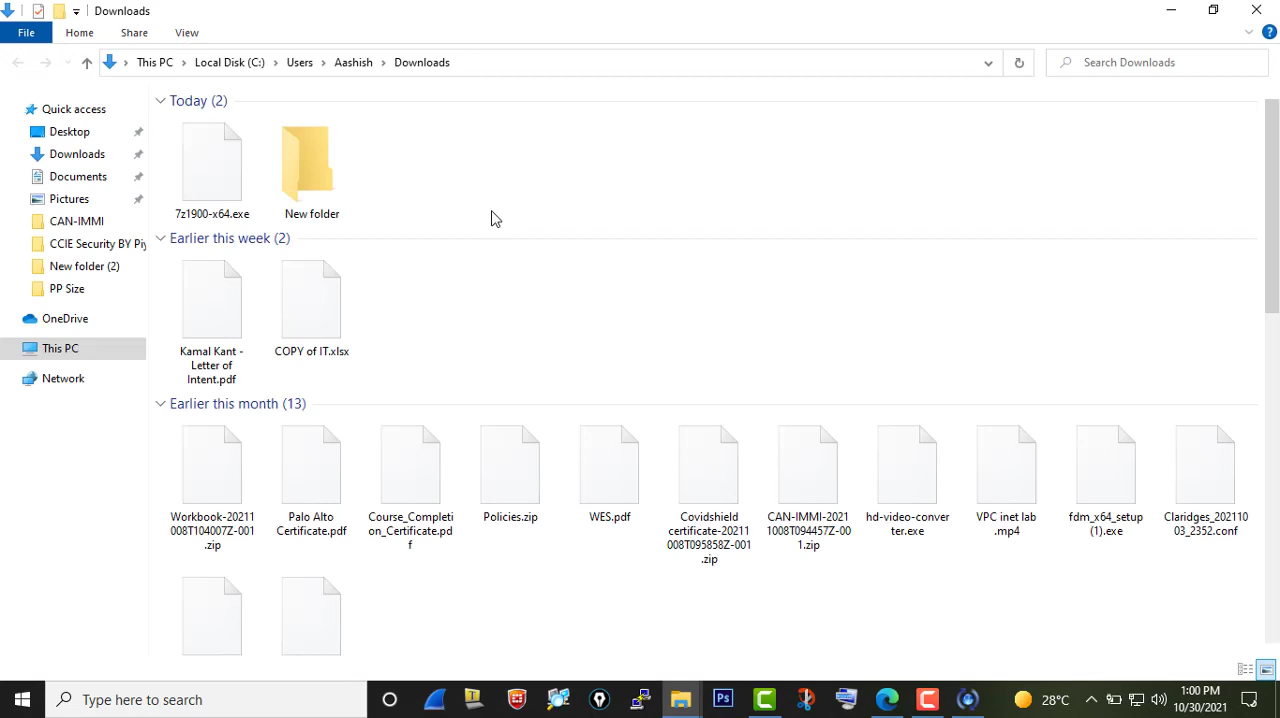 Downloads
File
Home
Share
View
This PC
Local Disk (C:)
Users
Aashish
Downloads
Search Downloads
Quick access
Desktop
Downloads
Documents
Pictures
CAN-IMMI
CCIE Security BY Piy
New folder (2)
PP Size
OneDrive
This PC
Network
Today (2)
7z1900-x64.exe
New folder
Earlier this week (2)
Kamal Kant -
Letter of
Intent.pdf
COPY of IT.xlsx
Earlier this month (13)
Workbook-20211
008T104007Z-001
.zip
Palo Alto
Certificate.pdf
Course_Completi
on_Certificate.pd
f
Policies.zip
WES.pdf
Covidshield
certificate-20211
008T095858Z-001
.zip
CAN-IMMI-2021
1008T094457Z-00
1.zip
hd-video-conver
ter.exe
VPC inet lab
.mp4
fdm_x64_setup
(1).exe
Claridges_202110
03_2352.conf
Type here to search
Ps
28°C
1:00 PM
10/30/2021